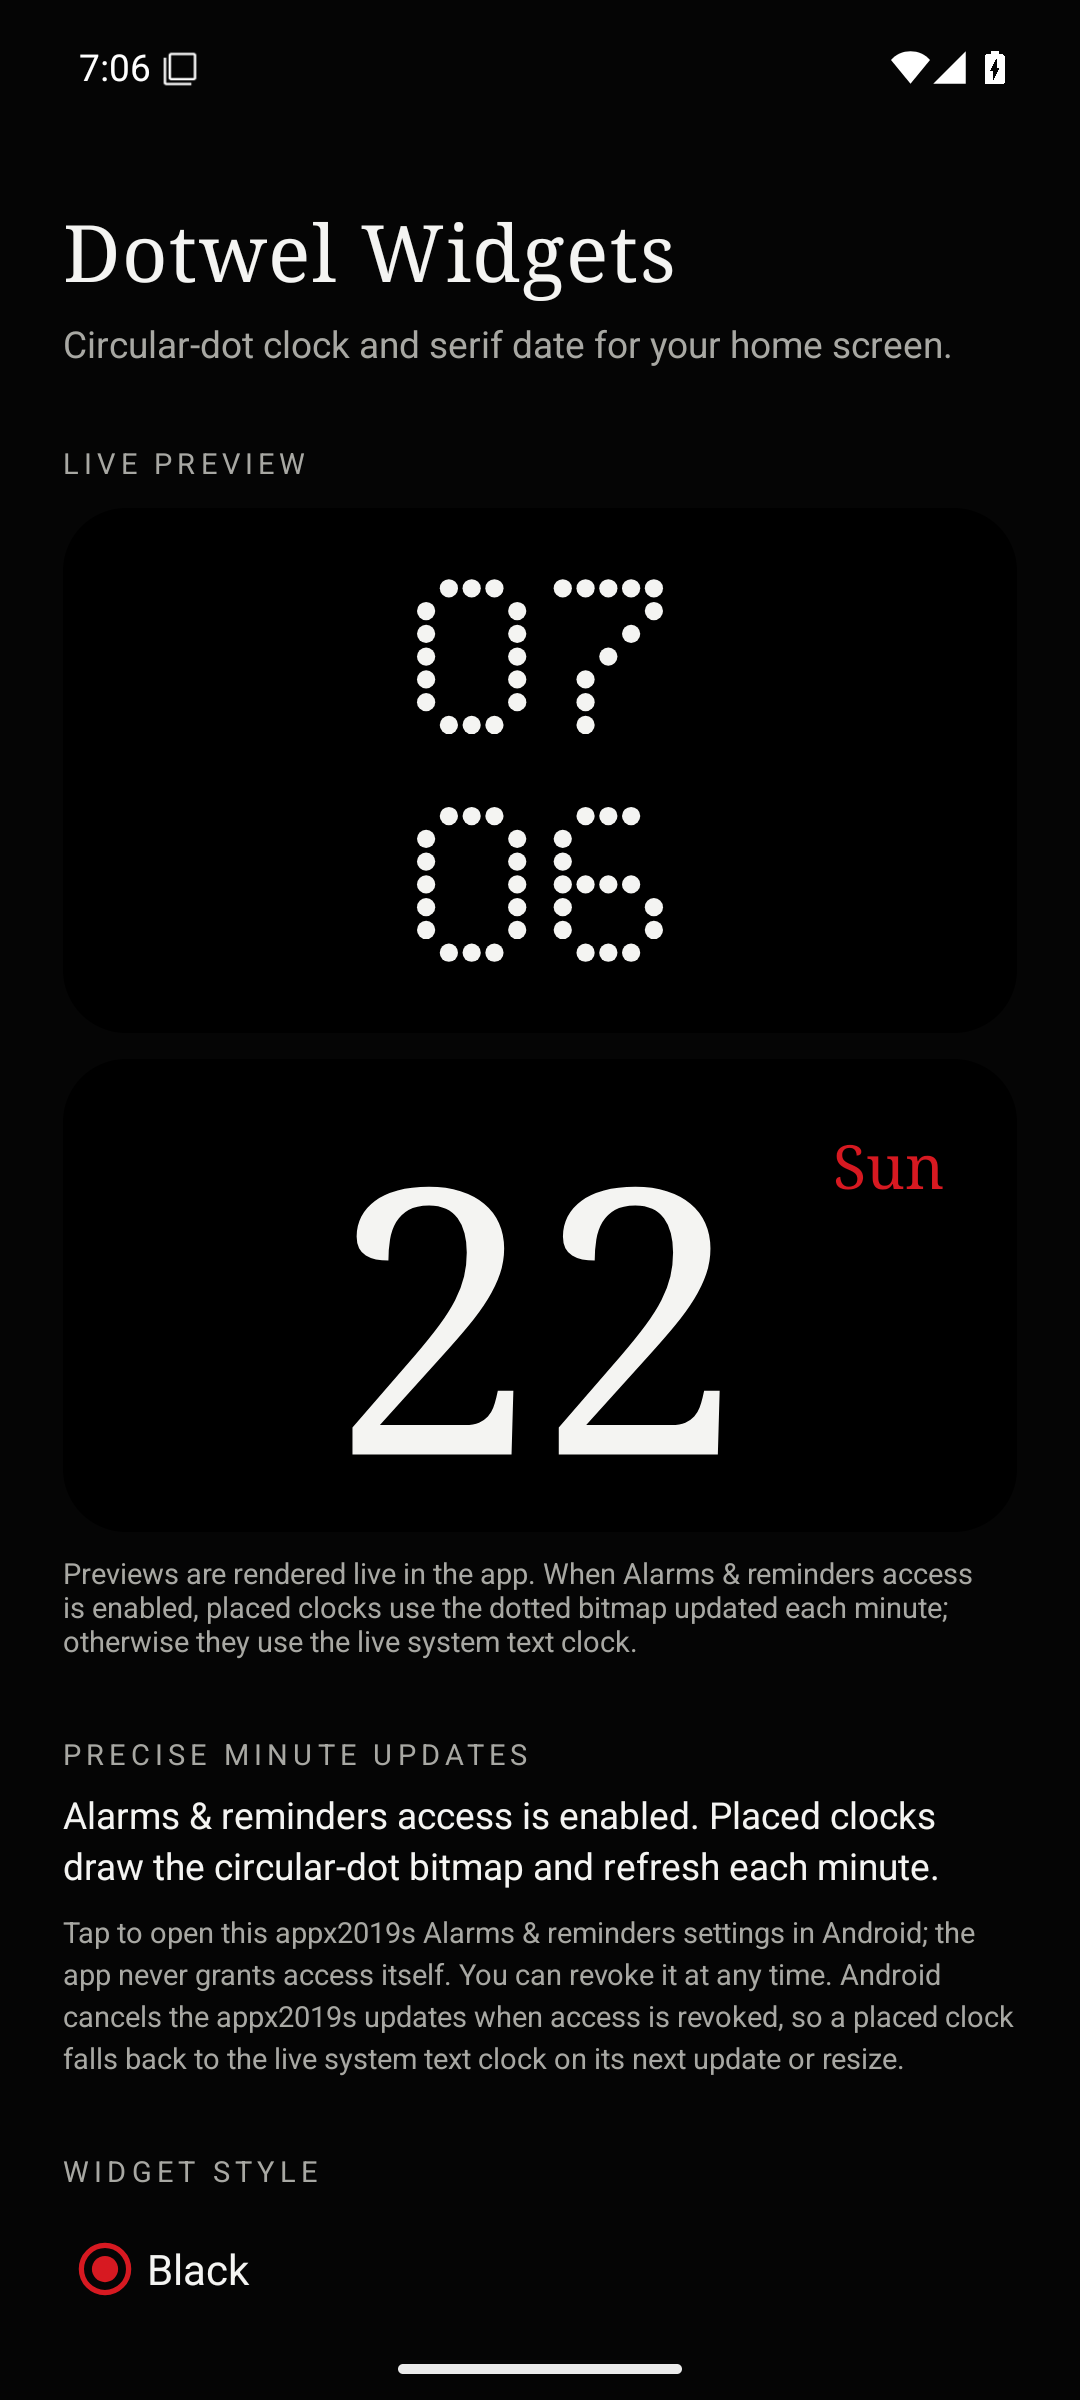 7:06
Dotwel Widgets
Circular-dot clock and serif date for your home screen.
LIVE PREVIEW
07
06
Sun
22
Previews are rendered live in the app. When Alarms & reminders access
is enabled, placed clocks use the dotted bitmap updated each minute;
otherwise they use the live system text clock.
PRECISE MINUTE UPDATES
Alarms & reminders access is enabled. Placed clocks
draw the circular-dot bitmap and refresh each minute.
Tap to open this appx2019s Alarms & reminders settings in Android; the
app never grants access itself. You can revoke it at any time. Android
cancels the appx2019s updates when access is revoked, so a placed clock
falls back to the live system text clock on its next update or resize.
WIDGET STYLE
Black